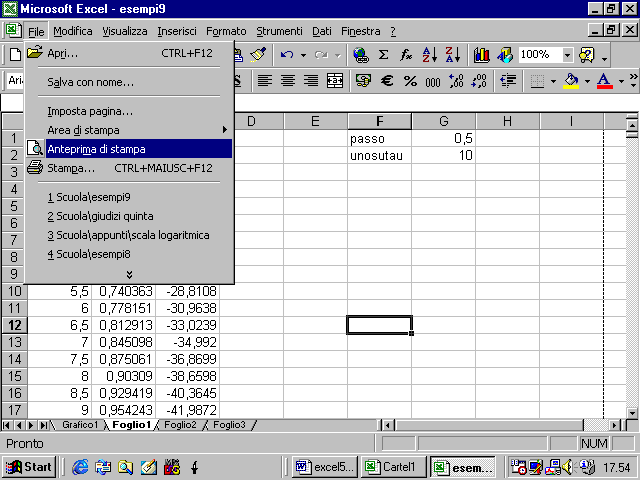 Microsoft Excel - esempi9
File Modifica Visualizza Inserisci Formato Strumenti Dati Finestra ?
100%
Apri... CTRL+F12
Salva con nome...
Imposta pagina...
Area di stampa
Anteprima di stampa
Stampa... CTRL+MAIUSC+F12
1 Scuola\esempi9
2 Scuola\giudizi quinta
3 Scuola\appunti\scala logaritmica
4 Scuola\esempi8
Aria
S € % 000
D E F G H I
1 passo 0,5
2 unosutau 10
3
4
5
6
7
8
9
10 5,5 0,740363 -28,8108
11 6 0,778151 -30,9638
12 6,5 0,812913 -33,0239
13 7 0,845098 -34,992
14 7,5 0,875061 -36,8699
15 8 0,90309 -38,6598
16 8,5 0,929419 -40,3645
17 9 0,954243 -41,9872
Grafico1 Foglio1 Foglio2 Foglio3
Pronto NUM
Start excel5... Cartel1 esem... 17.54